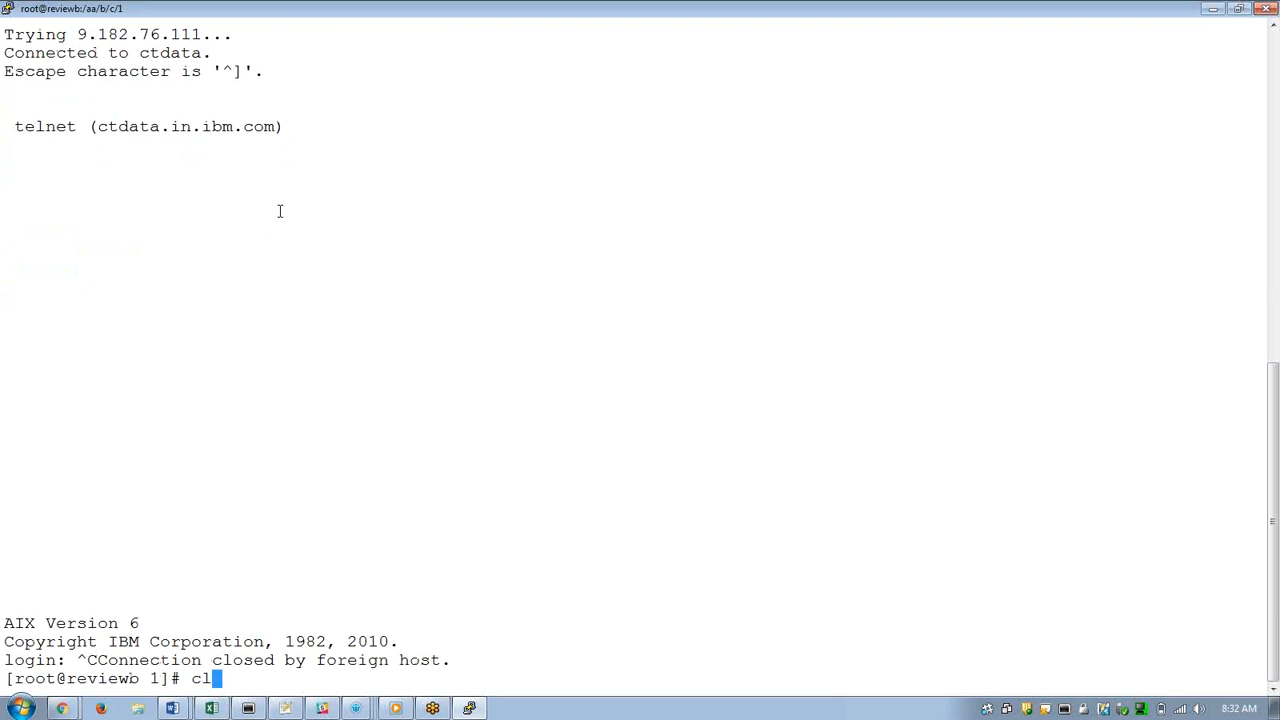 root@reviewb:/aa/b/c/1
Trying 9.182.76.111...
Connected to ctdata.
Escape character is '^]'.
telnet (ctdata.in.ibm.com)
AIX Version 6
Copyright IBM Corporation, 1982, 2010.
login: ^CConnection closed by foreign host.
[root@reviewb 1]# cl
8:32 AM